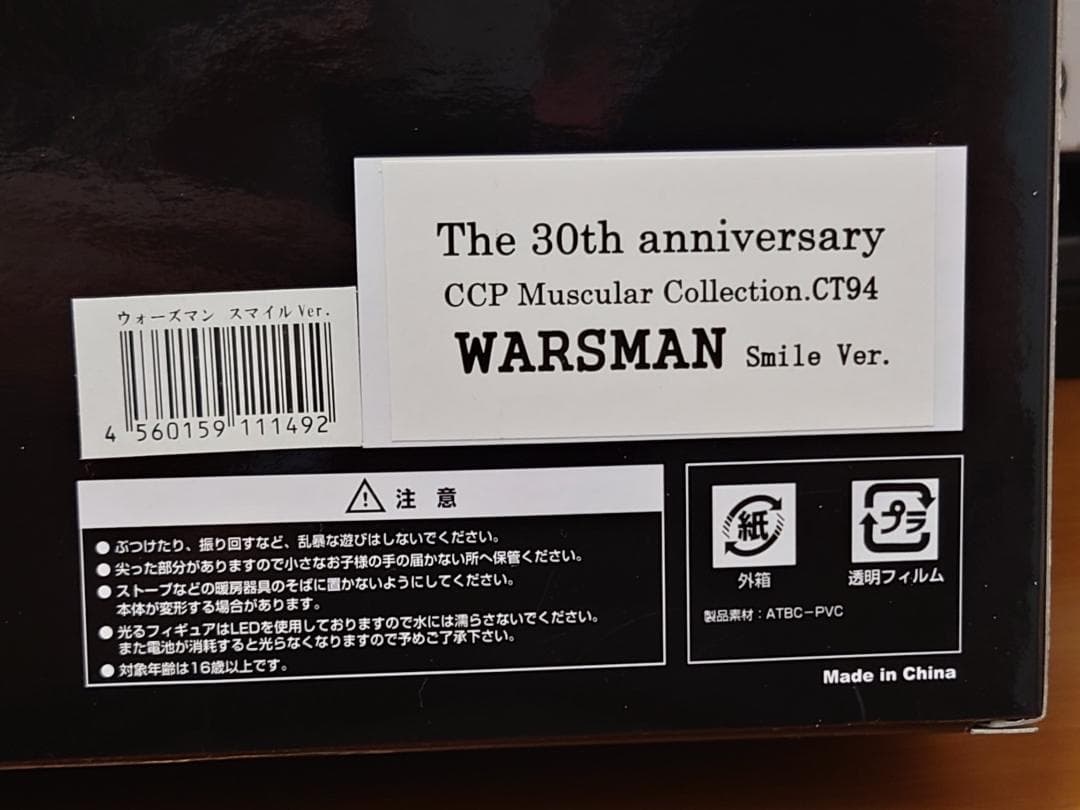 The 30th anniversary
CCP Muscular Collection.CT94
WARSMAN Smile Ver.
ウォーズマン スマイルVer.
4 560159 111492
注 意
●ぶつけたり、振り回すなど、乱暴な遊びはしないでください。
●尖った部分がありますので小さなお子様の手の届かない所へ保管ください。
●ストーブなどの暖房器具のそばに置かないようにしてください。
本体が変形する場合があります。
●光るフィギュアはLEDを使用しておりますので水には濡らさないでください。
また電池が消耗すると光らなくなりますので予めご了承下さい。
●対象年齢は16歳以上です。
紙
外箱
プラ
透明フィルム
製品素材：ATBC-PVC
Made in China